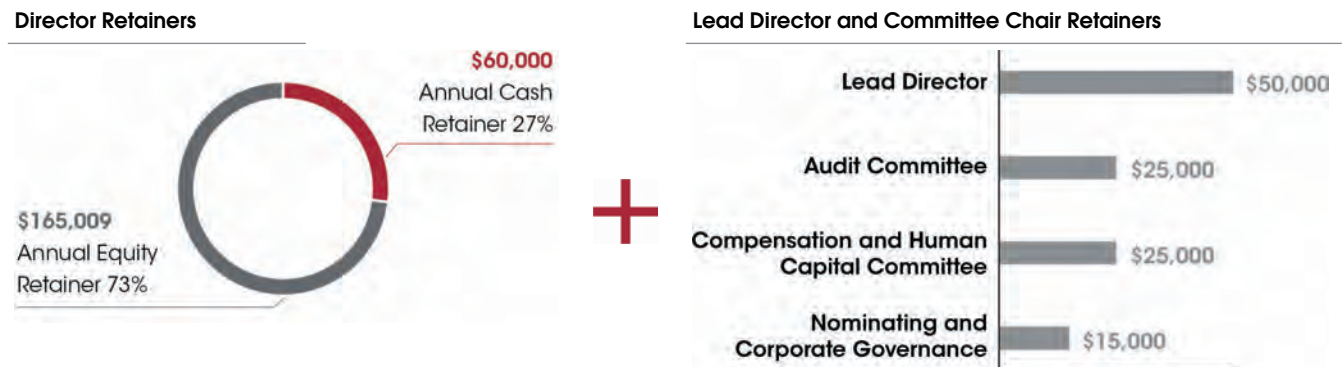 Director Retainers
$60,000
Annual Cash
Retainer 27%
$165,009
Annual Equity
Retainer 73%
Lead Director and Committee Chair Retainers
Lead Director
$50,000
Audit Committee
$25,000
Compensation and Human
Capital Committee
$25,000
Nominating and
Corporate Governance
$15,000